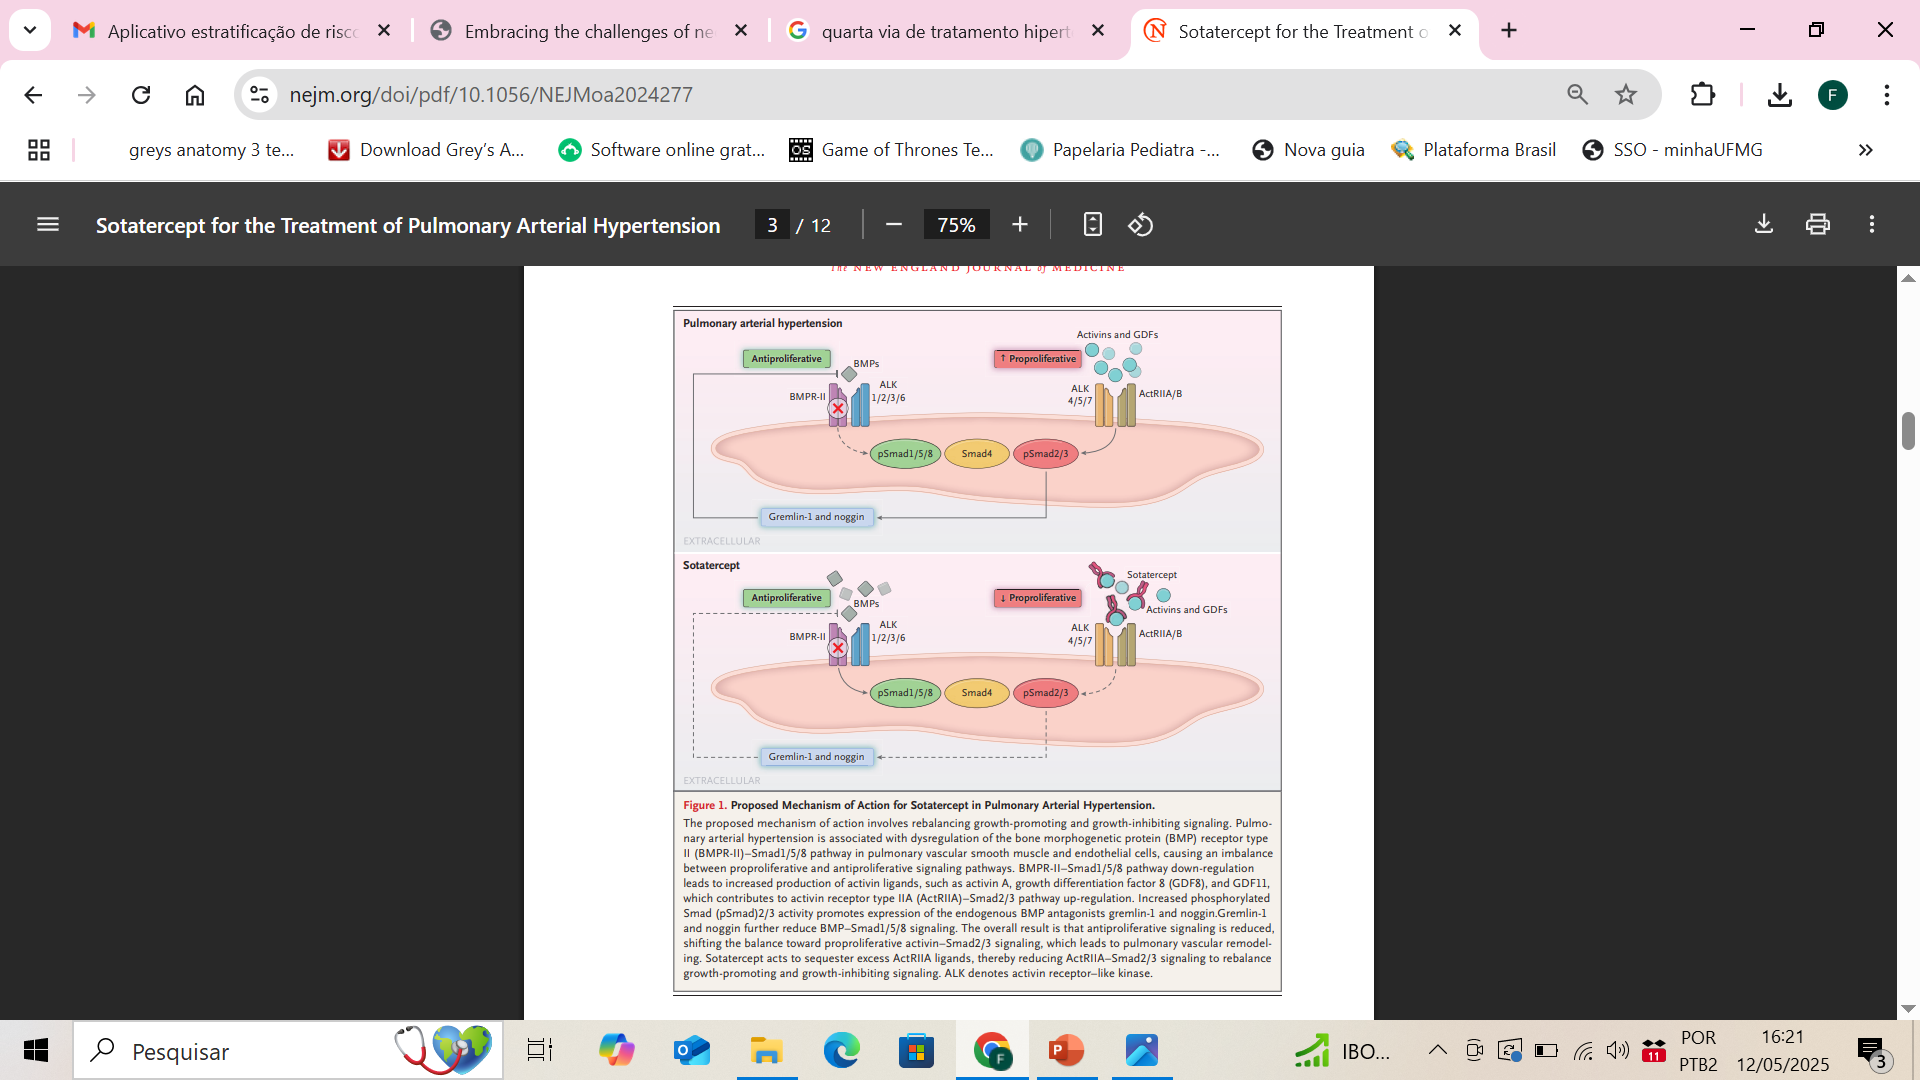 Aplicativo estratificação de risco
Embracing the challenges of ne
quarta via de tratamento hipert
Sotatercept for the Treatment o
nejm.org/doi/pdf/10.1056/NEJMoa2024277
F
greys anatomy 3 te...
Download Grey's A...
Software online grat...
Game of Thrones Te...
Papelaria Pediatra -...
Nova guia
Plataforma Brasil
SSO - minhaUFMG
Sotatercept for the Treatment of Pulmonary Arterial Hypertension
3 / 12
75%
The NEW ENGLAND JOURNAL of MEDICINE
Pulmonary arterial hypertension
Activins and GDFs
Antiproliferative
BMPs
↑ Proproliferative
BMPR-II
ALK
1/2/3/6
ALK
4/5/7
ActRIIA/B
pSmad1/5/8
Smad4
pSmad2/3
Gremlin-1 and noggin
EXTRACELLULAR
Sotatercept
Sotatercept
Antiproliferative
BMPs
↓ Proproliferative
Activins and GDFs
BMPR-II
ALK
1/2/3/6
ALK
4/5/7
ActRIIA/B
pSmad1/5/8
Smad4
pSmad2/3
Gremlin-1 and noggin
EXTRACELLULAR
Figure 1. Proposed Mechanism of Action for Sotatercept in Pulmonary Arterial Hypertension.
The proposed mechanism of action involves rebalancing growth-promoting and growth-inhibiting signaling. Pulmo-
nary arterial hypertension is associated with dysregulation of the bone morphogenetic protein (BMP) receptor type
II (BMPR-II)–Smad1/5/8 pathway in pulmonary vascular smooth muscle and endothelial cells, causing an imbalance
between proproliferative and antiproliferative signaling pathways. BMPR-II–Smad1/5/8 pathway down-regulation
leads to increased production of activin ligands, such as activin A, growth differentiation factor 8 (GDF8), and GDF11,
which contributes to activin receptor type IIA (ActRIIA)–Smad2/3 pathway up-regulation. Increased phosphorylated
Smad (pSmad)2/3 activity promotes expression of the endogenous BMP antagonists gremlin-1 and noggin.Gremlin-1
and noggin further reduce BMP–Smad1/5/8 signaling. The overall result is that antiproliferative signaling is reduced,
shifting the balance toward proproliferative activin–Smad2/3 signaling, which leads to pulmonary vascular remodel-
ing. Sotatercept acts to sequester excess ActRIIA ligands, thereby reducing ActRIIA–Smad2/3 signaling to rebalance
growth-promoting and growth-inhibiting signaling. ALK denotes activin receptor–like kinase.
Pesquisar
F
IBO...
11
POR
PTB2
16:21
12/05/2025
3